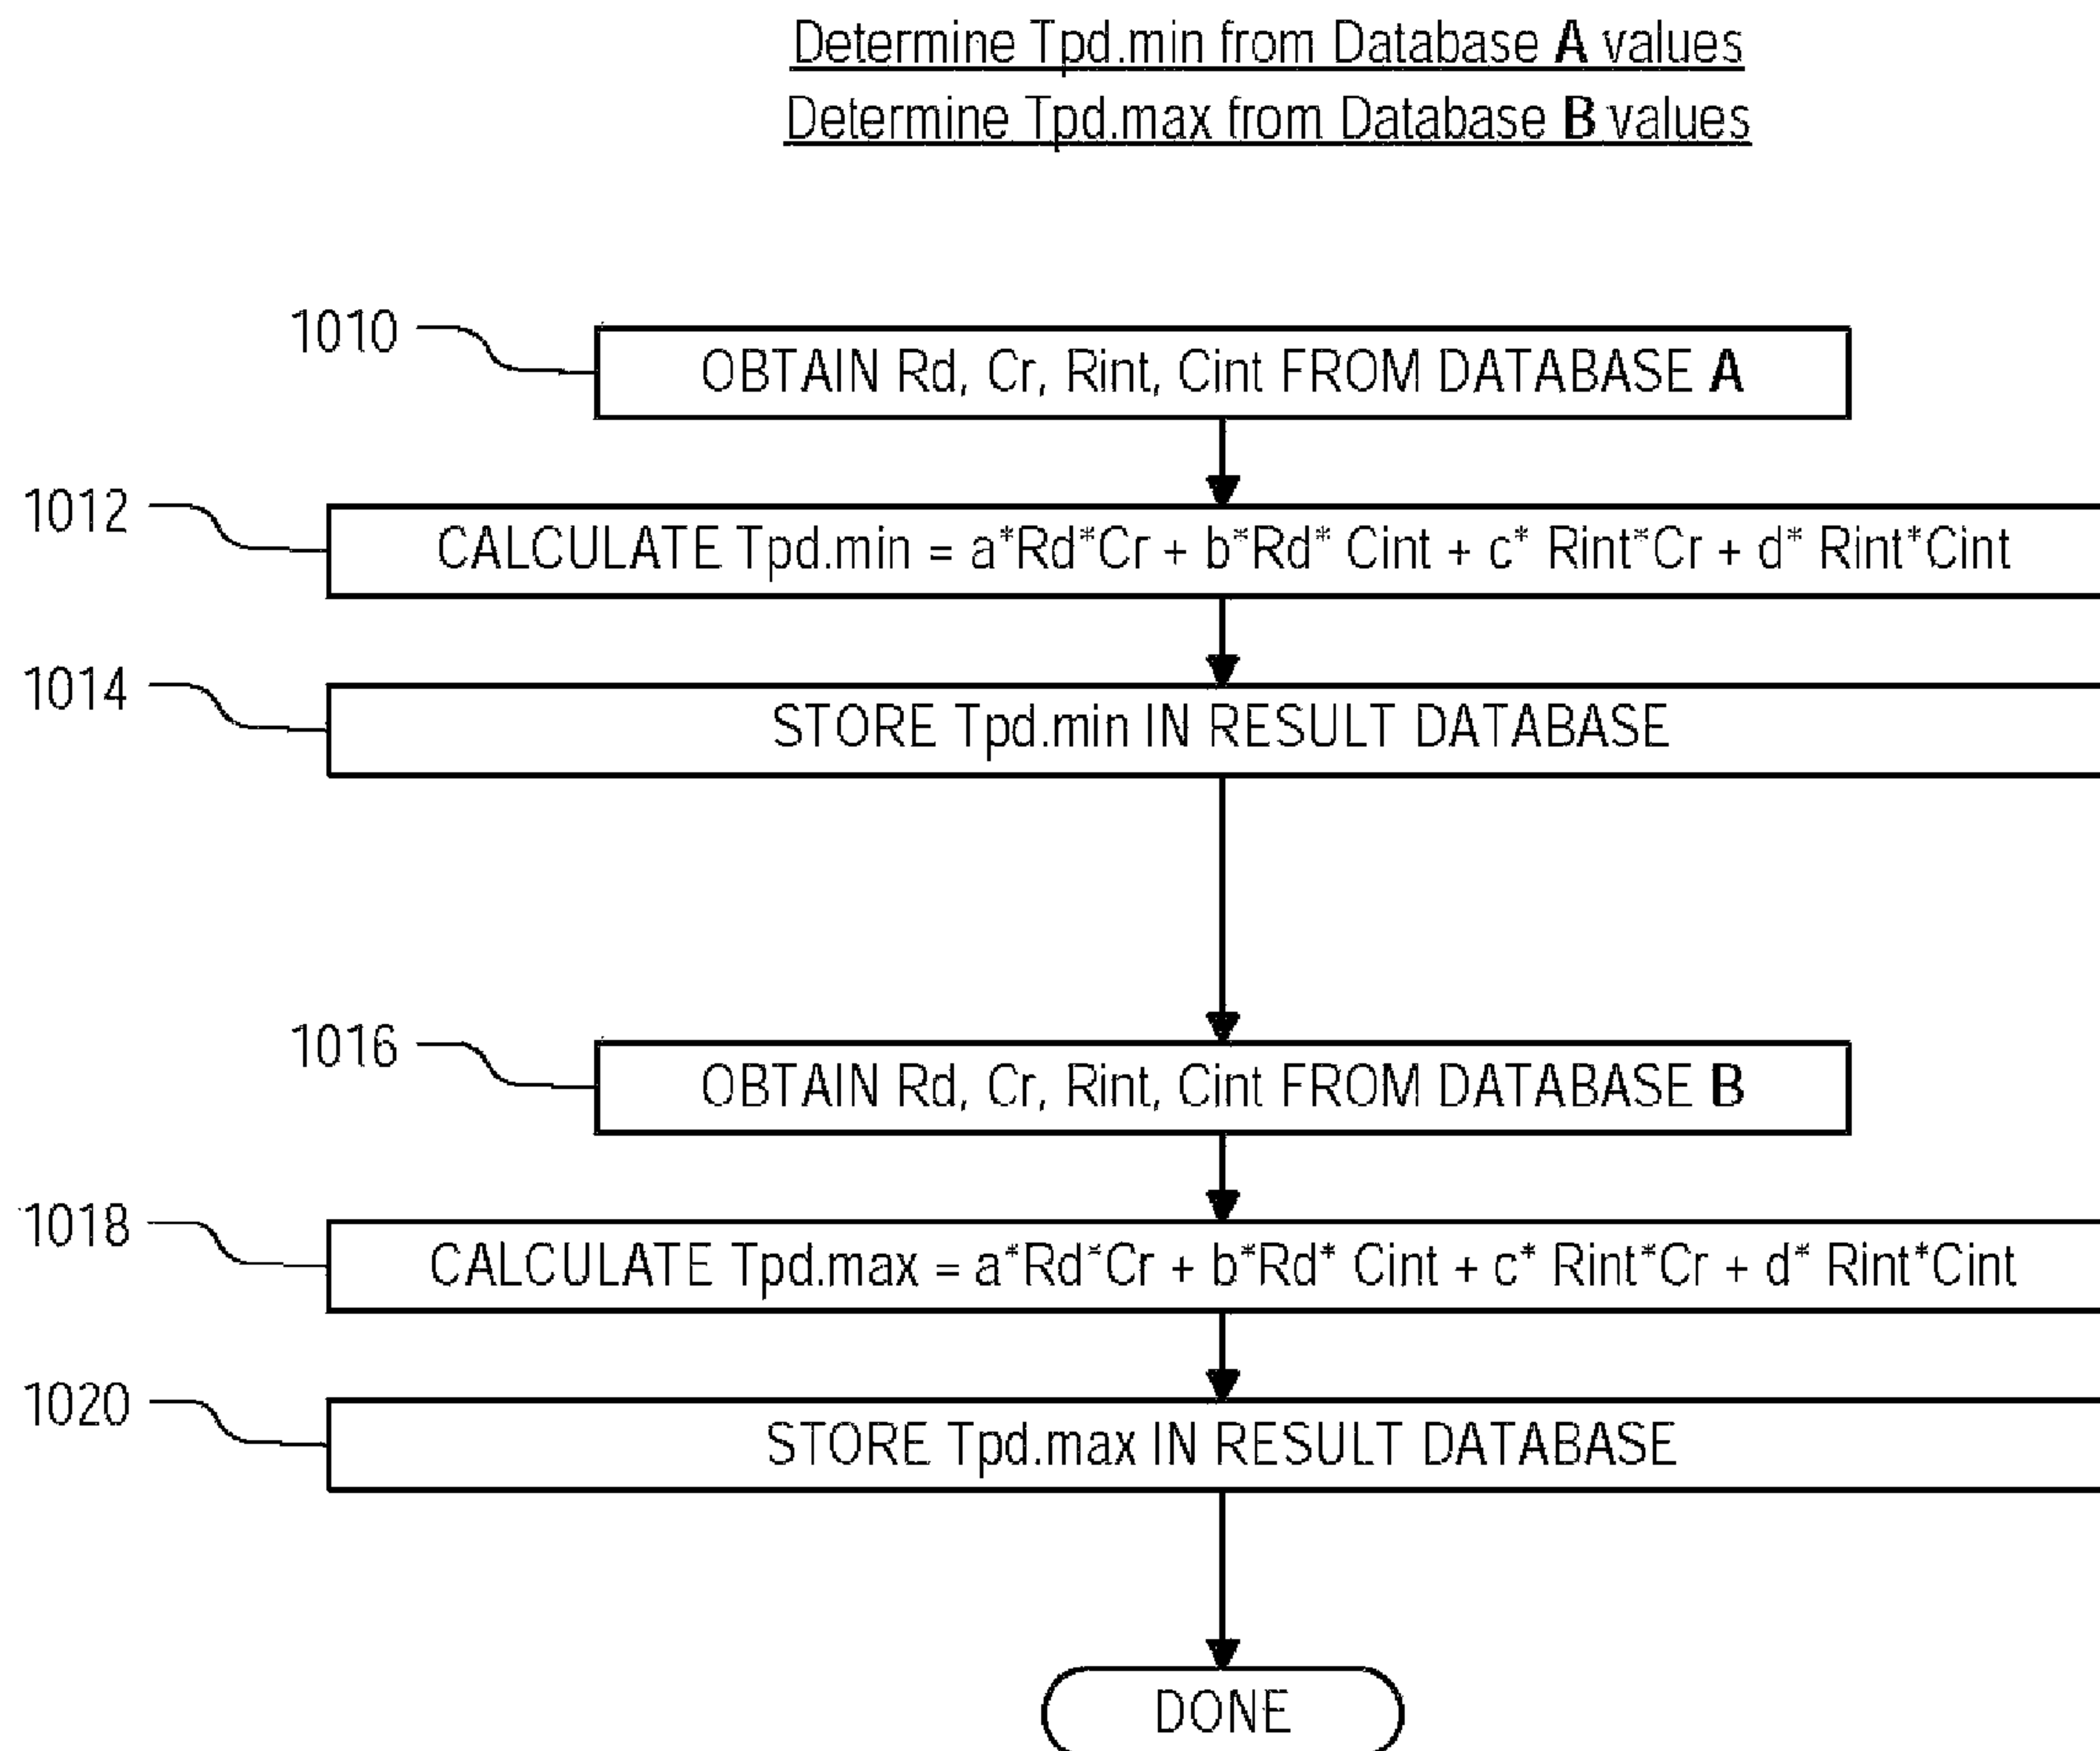 Determine Tpd.min from Database A values
Determine Tpd.max from Database B values
1010
OBTAIN Rd, Cr, Rint, Cint FROM DATABASE A
1012
CALCULATE Tpd.min = a*Rd*Cr + b*Rd* Cint + c* Rint*Cr + d* Rint*Cint
1014
STORE Tpd.min IN RESULT DATABASE
1016
OBTAIN Rd, Cr, Rint, Cint FROM DATABASE B
1018
CALCULATE Tpd.max = a*Rd*Cr + b*Rd* Cint + c* Rint*Cr + d* Rint*Cint
1020
STORE Tpd.max IN RESULT DATABASE
DONE